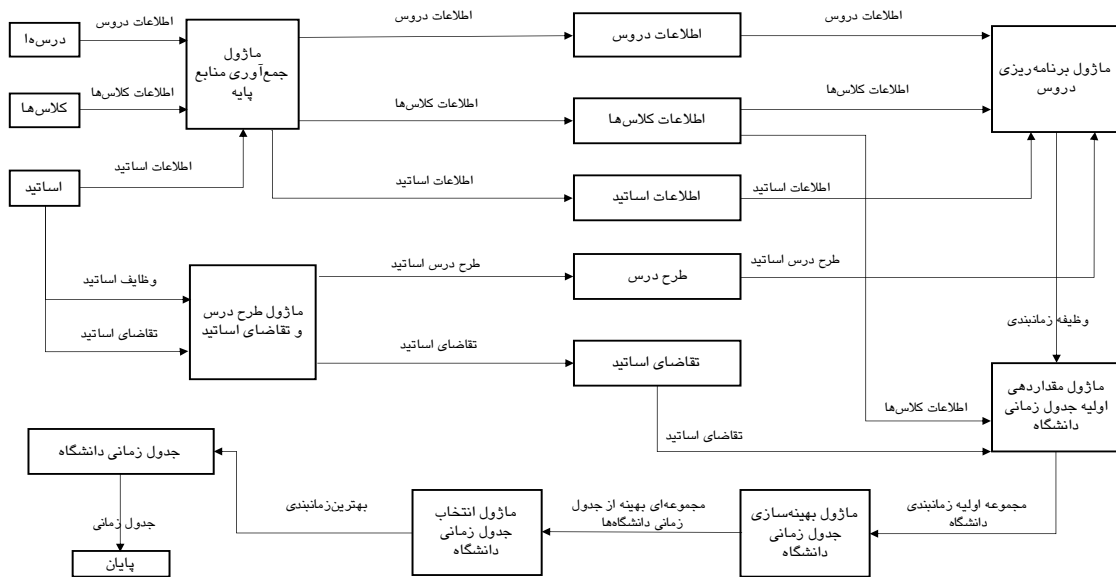 درس‌ها
اطلاعات دروس
ماژول
جمع‌آوری منابع
پایه
اطلاعات دروس
اطلاعات دروس
اطلاعات دروس
ماژول برنامه‌ریزی
دروس
کلاس‌ها
اطلاعات کلاس‌ها
اطلاعات کلاس‌ها
اطلاعات کلاس‌ها
اطلاعات کلاس‌ها
اساتید
اطلاعات اساتید
اطلاعات اساتید
اطلاعات اساتید
اطلاعات اساتید
وظایف اساتید
تقاضای اساتید
ماژول طرح درس
و تقاضای اساتید
طرح درس اساتید
طرح درس
طرح درس اساتید
تقاضای اساتید
تقاضای اساتید
وظیفه زمانبندی
ماژول مقداردهی
اولیه جدول زمانی
دانشگاه
اطلاعات کلاس‌ها
تقاضای اساتید
مجموعه اولیه زمانبندی
دانشگاه
ماژول بهینه‌سازی
جدول زمانی
دانشگاه
مجموعه‌ای بهینه از جدول
زمانی دانشگاه‌ها
ماژول انتخاب
جدول زمانی
دانشگاه
بهترین‌زمانبندی
جدول زمانی دانشگاه
جدول زمانی
پایان